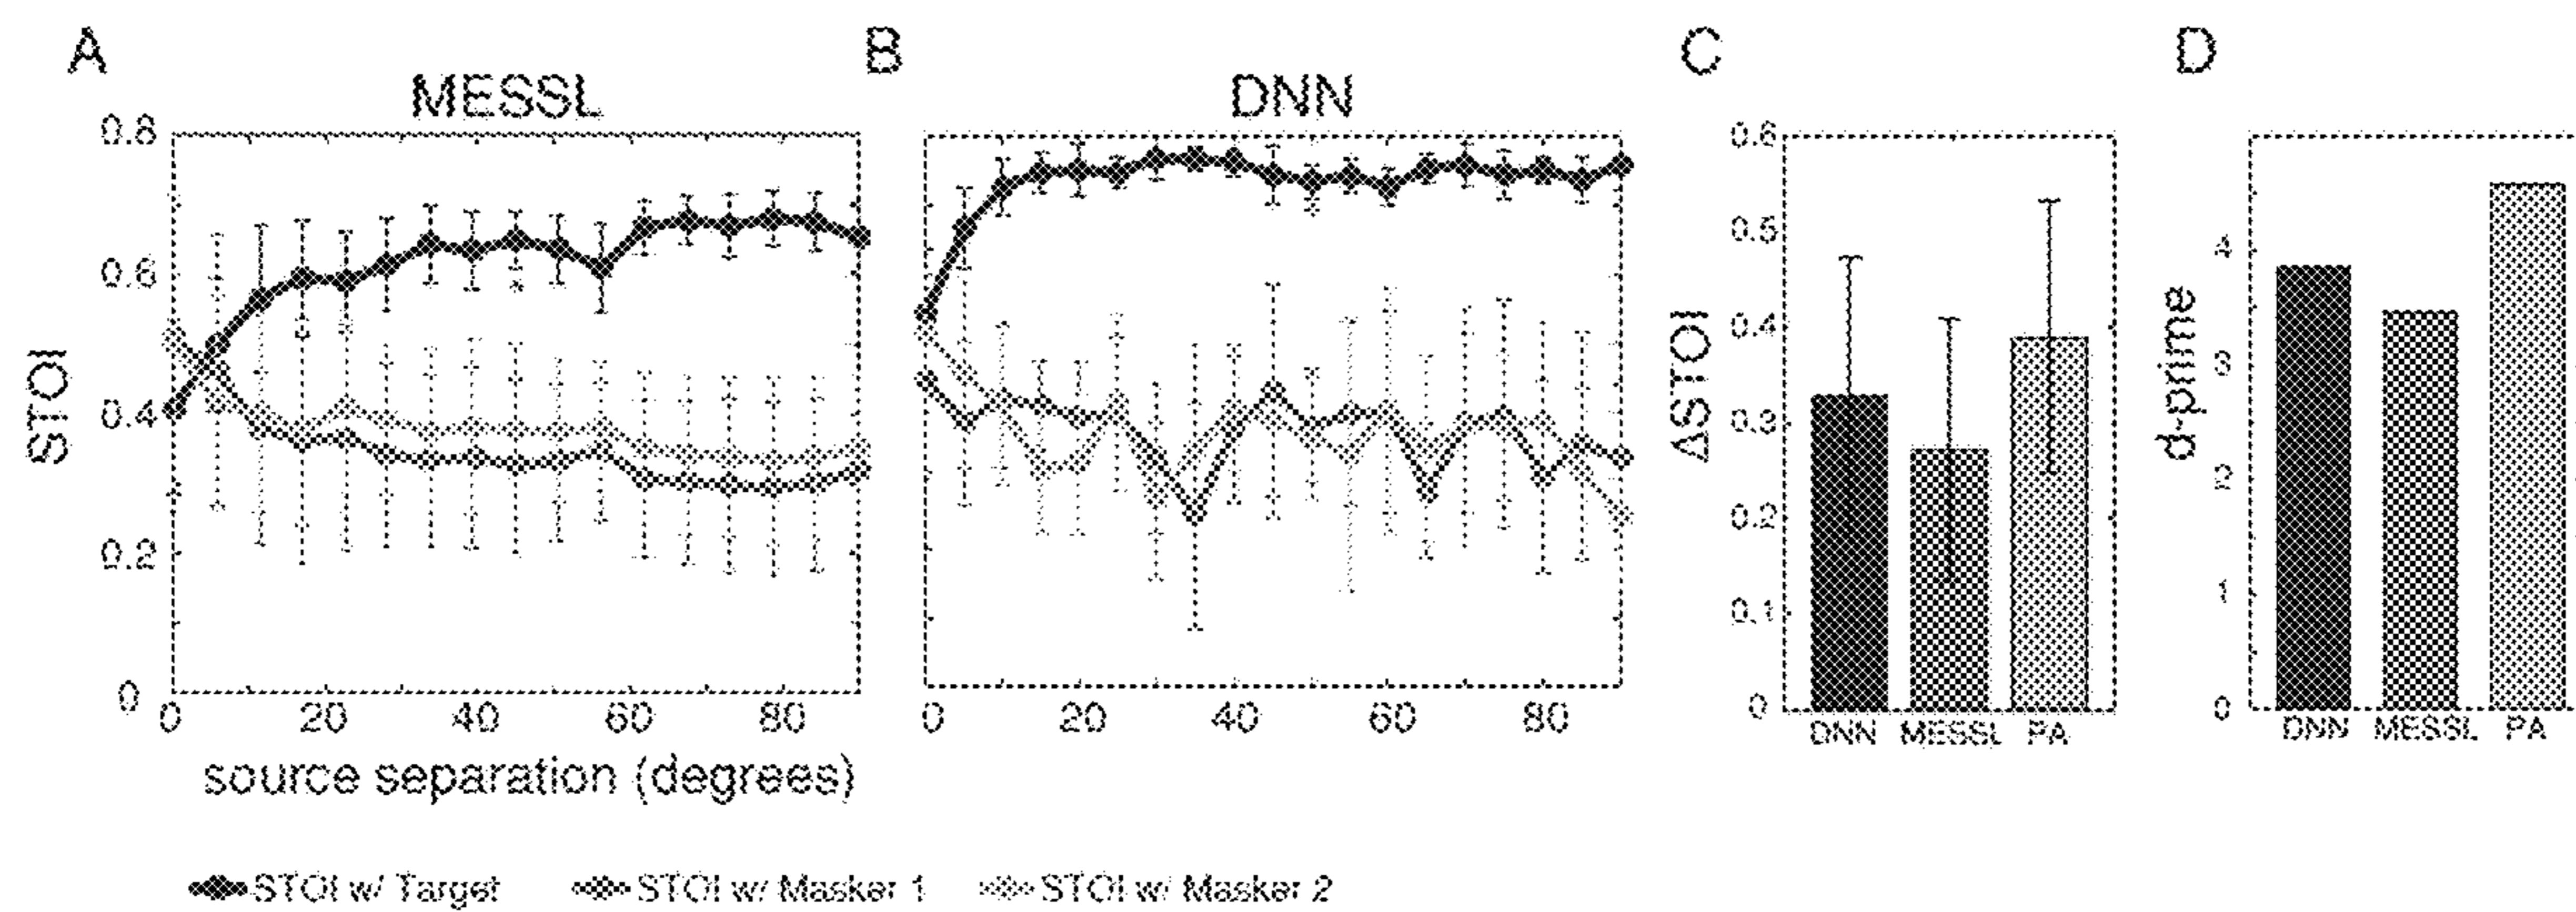 A
MESSL
STOI
0.8
0.6
0.4
0.2
0
0 20 40 60 80
source separation (degrees)
B
DNN
0 20 40 60 80
C
ΔSTOI
0.6
0.5
0.4
0.3
0.2
0.1
0
DNN MESSL PA
D
d-prime
4
3
2
1
0
DNN MESSL PA
STOI w/ Target STOI w/ Masker 1 STOI w/ Masker 2